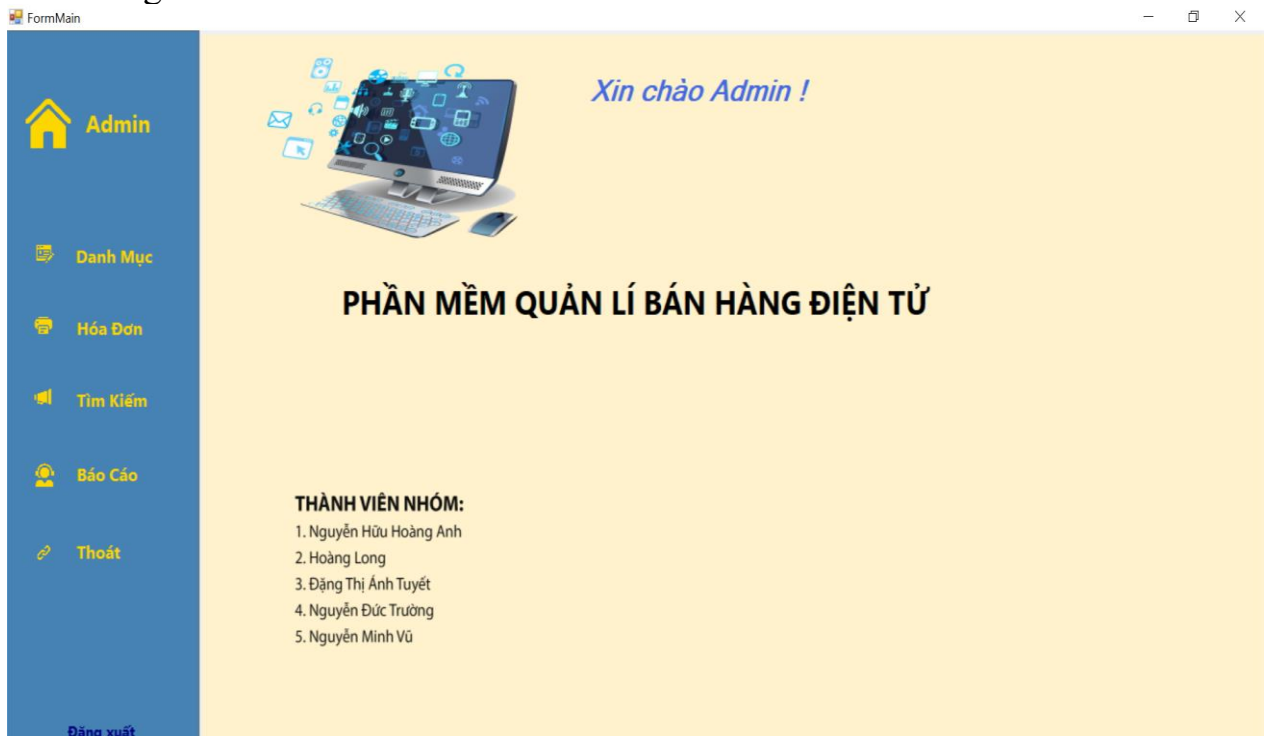 FormMain
Admin
Danh Mục
Hóa Đơn
Tìm Kiếm
Báo Cáo
Thoát
Đăng xuất
Xin chào Admin !
PHẦN MỀM QUẢN LÍ BÁN HÀNG ĐIỆN TỬ
THÀNH VIÊN NHÓM:
1. Nguyễn Hữu Hoàng Anh
2. Hoàng Long
3. Đặng Thị Ánh Tuyết
4. Nguyễn Đức Trường
5. Nguyễn Minh Vũ